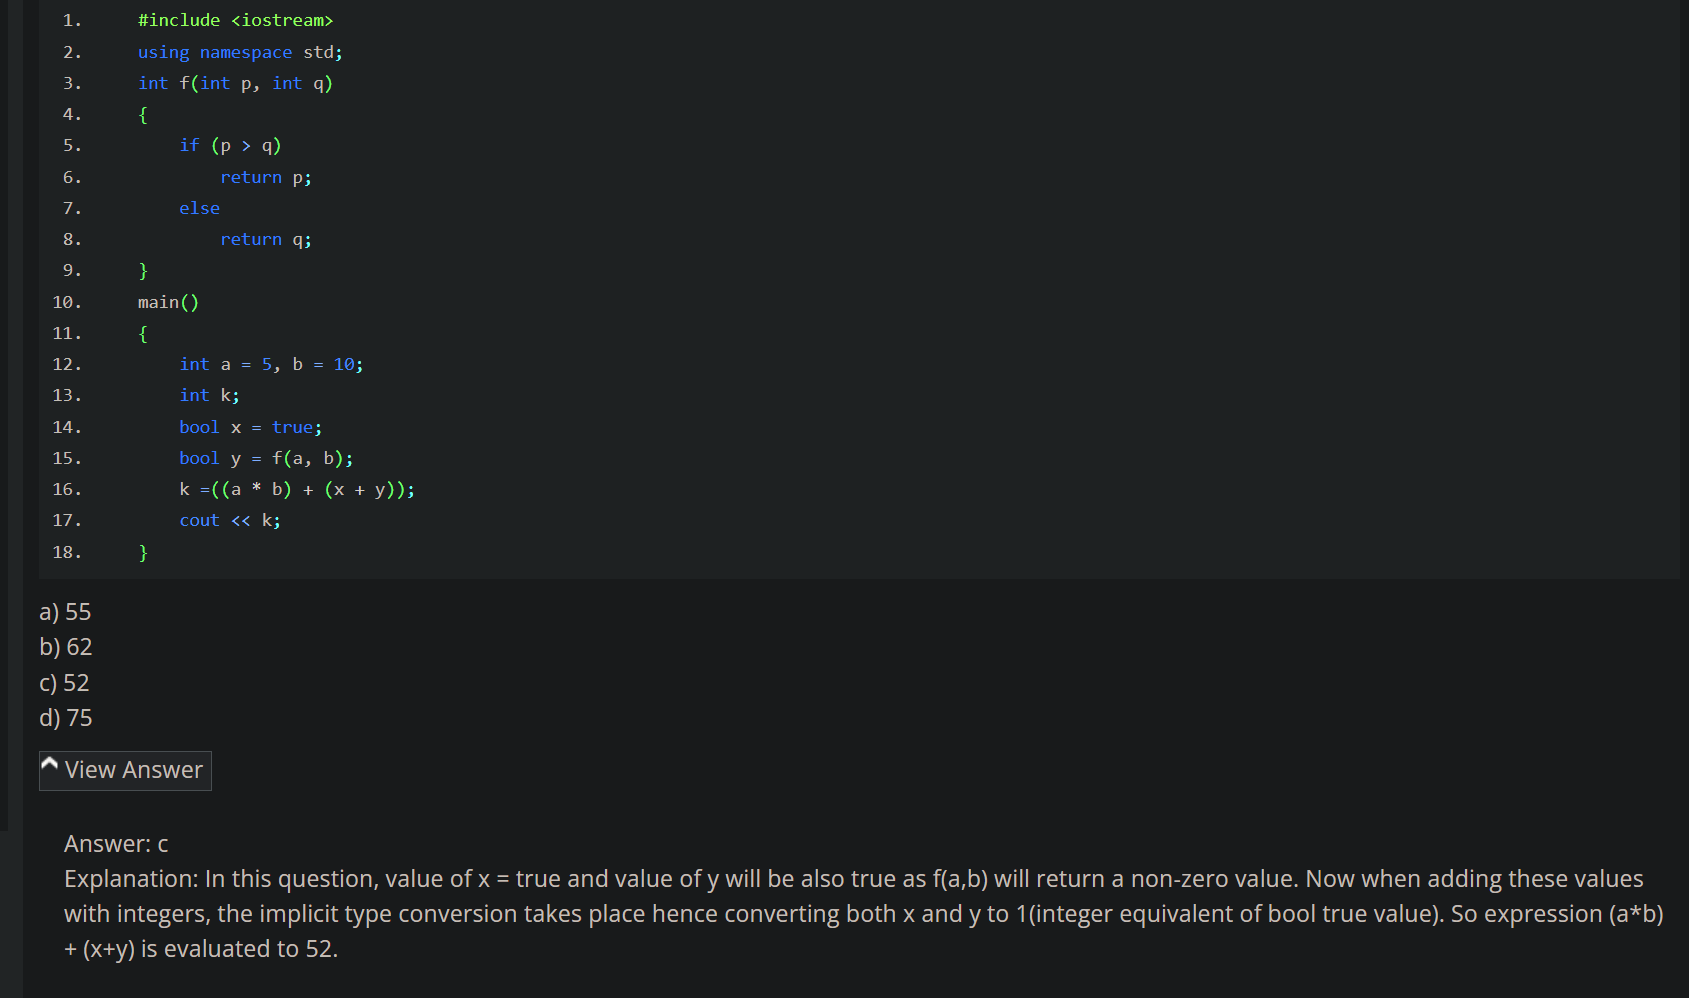 1. #include <iostream>
2. using namespace std;
3. int f(int p, int q)
4. {
5. if (p > q)
6. return p;
7. else
8. return q;
9. }
10. main()
11. {
12. int a = 5, b = 10;
13. int k;
14. bool x = true;
15. bool y = f(a, b);
16. k =((a * b) + (x + y));
17. cout << k;
18. }
a) 55
b) 62
c) 52
d) 75
View Answer
Answer: c
Explanation: In this question, value of x = true and value of y will be also true as f(a,b) will return a non-zero value. Now when adding these values
with integers, the implicit type conversion takes place hence converting both x and y to 1(integer equivalent of bool true value). So expression (a*b)
+ (x+y) is evaluated to 52.